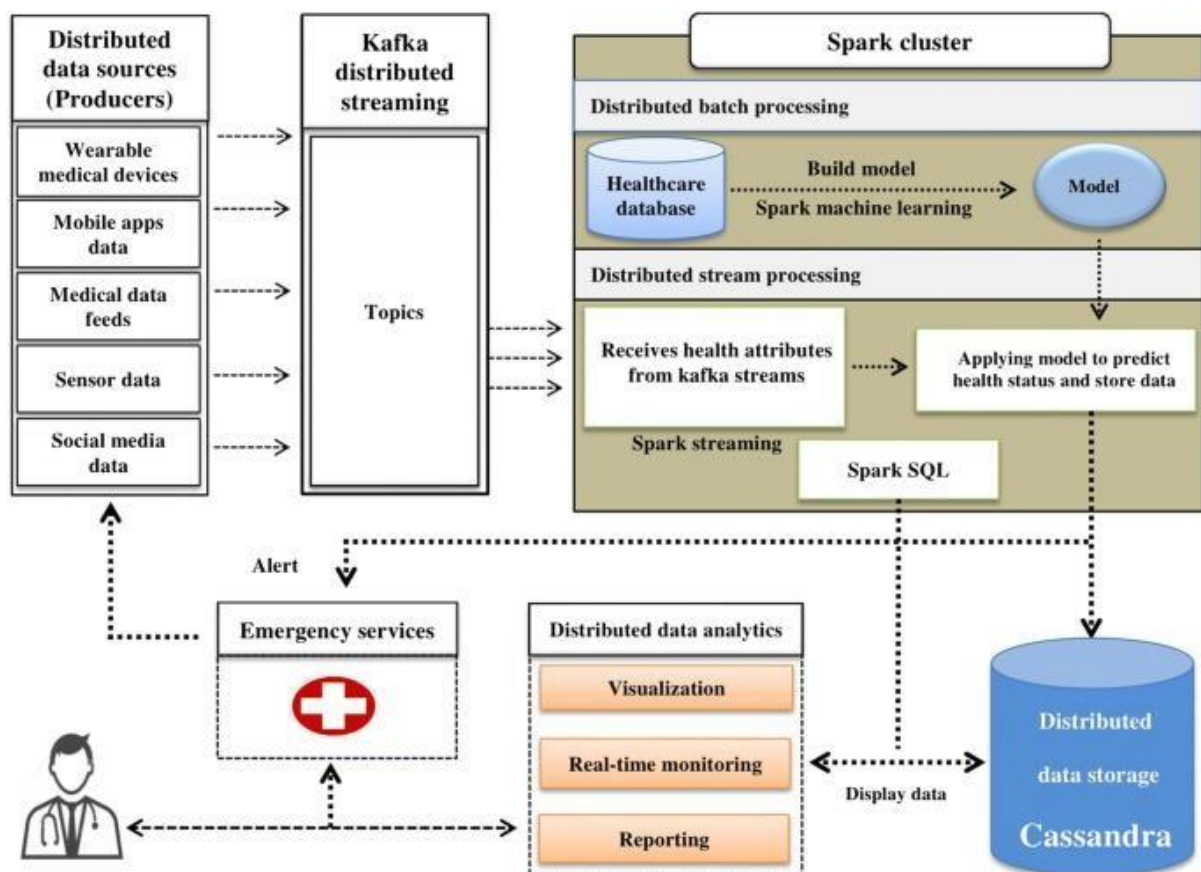 Distributed
data sources
(Producers)
Wearable
medical devices
Mobile apps
data
Medical data
feeds
Sensor data
Social media
data
Kafka
distributed
streaming
Topics
Spark cluster
Distributed batch processing
Healthcare
database
Build model
Spark machine learning
Model
Distributed stream processing
Receives health attributes
from kafka streams
Applying model to predict
health status and store data
Spark streaming
Spark SQL
Alert
Emergency services
Distributed data analytics
Visualization
Real-time monitoring
Reporting
Display data
Distributed
data storage
Cassandra